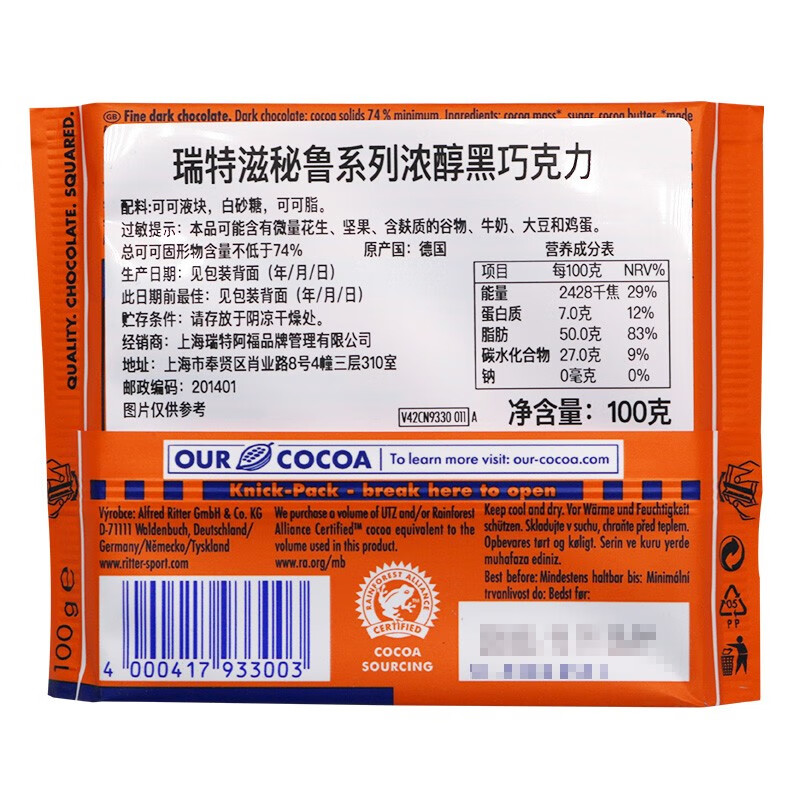 QUALITY. CHOCOLATE. SQUARED.
GB Fine dark chocolate. Dark chocolate: cocoa solids 74 % minimum. Ingredients: cocoa mass*, sugar, cocoa butter, *made
瑞特滋秘鲁系列浓醇黑巧克力
配料:可可液块，白砂糖，可可脂。
过敏提示：本品可能含有微量花生、坚果、含麸质的谷物、牛奶、大豆和鸡蛋。
总可可固形物含量不低于74% 原产国：德国
生产日期：见包装背面（年/月/日）
此日期前最佳：见包装背面（年/月/日）
贮存条件：请存放于阴凉干燥处。
经销商：上海瑞特阿福品牌管理有限公司
地址：上海市奉贤区肖业路8号4幢三层310室
邮政编码：201401
图片仅供参考
营养成分表
项目 每100克 NRV%
能量 2428千焦 29%
蛋白质 7.0克 12%
脂肪 50.0克 83%
碳水化合物 27.0克 9%
钠 0毫克 0%
V42CN9330 011 A
净含量：100克
OUR COCOA | To learn more visit: our-cocoa.com
Knick-Pack - break here to open
Výrobce: Alfred Ritter GmbH & Co. KG
D-71111 Waldenbuch, Deutschland/
Germany/Německo/Tyskland
www.ritter-sport.com
We purchase a volume of UTZ and/or Rainforest
Alliance Certified™ cocoa equivalent to the
volume used in this product.
www.ra.org/mb
Keep cool and dry. Vor Wärme und Feuchtigkeit
schützen. Skladujte v suchu, chraňte před teplem.
Opbevares tørt og køligt. Serin ve kuru yerde
muhafaza ediniz.
Best before: Mindestens haltbar bis: Minimální
trvanlivost do: Bedst før:
100 g e
4 000417 933003
RAINFOREST ALLIANCE
CERTIFIED
COCOA
SOURCING
05
PP